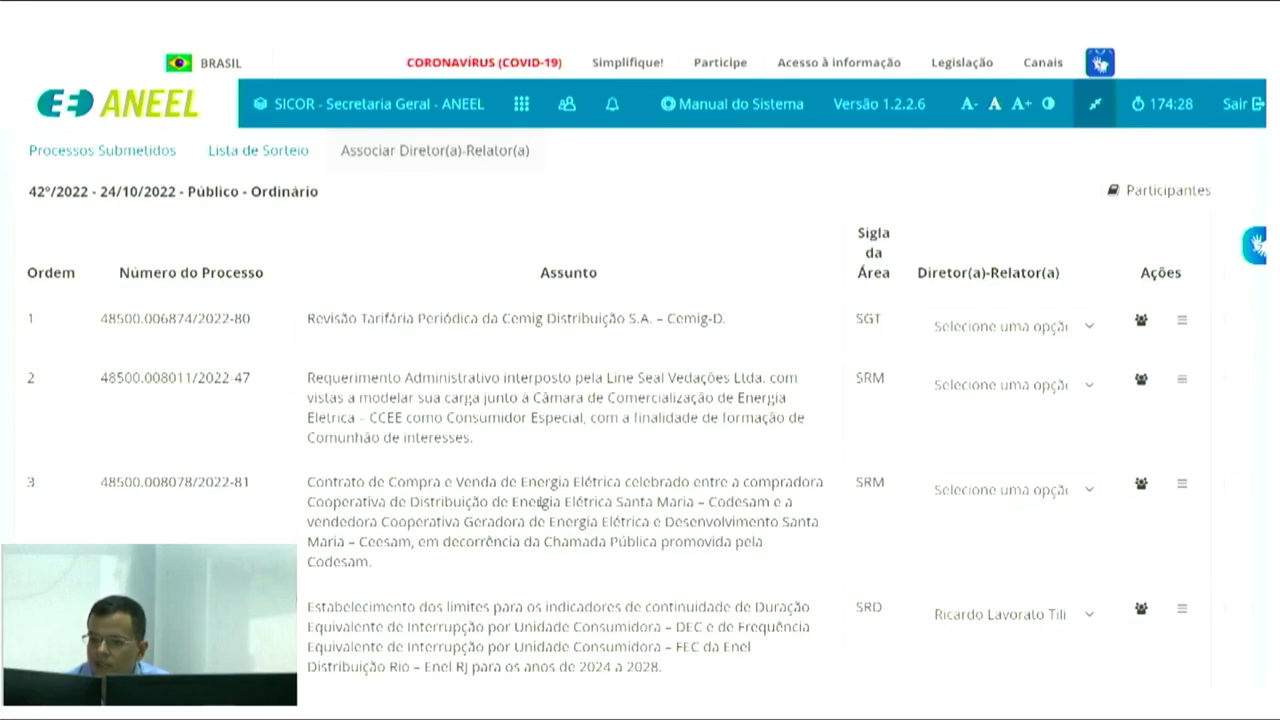 BRASIL CORONAVÍRUS (COVID-19) Simplifique! Participe Acesso à informação Legislação Canais
ANEEL SICOR - Secretaria Geral - ANEEL Manual do Sistema Versão 1.2.2.6 A- A A+ 174:28 Sair
Processos Submetidos Lista de Sorteio Associar Diretor(a)-Relator(a)
42º/2022 - 24/10/2022 - Público - Ordinário Participantes
Sigla
da
Ordem Número do Processo Assunto Área Diretor(a)-Relator(a) Ações
1 48500.006874/2022-80 Revisão Tarifária Periódica da Cemig Distribuição S.A. – Cemig-D. SGT Selecione uma opçã
2 48500.008011/2022-47 Requerimento Administrativo interposto pela Line Seal Vedações Ltda. com SRM Selecione uma opçã
vistas a modelar sua carga junto à Câmara de Comercialização de Energia
Elétrica – CCEE como Consumidor Especial, com a finalidade de formação de
Comunhão de interesses.
3 48500.008078/2022-81 Contrato de Compra e Venda de Energia Elétrica celebrado entre a compradora SRM Selecione uma opçã
Cooperativa de Distribuição de Energia Elétrica Santa Maria – Codesam e a
vendedora Cooperativa Geradora de Energia Elétrica e Desenvolvimento Santa
Maria – Ceesam, em decorrência da Chamada Pública promovida pela
Codesam.
Estabelecimento dos limites para os indicadores de continuidade de Duração SRD Ricardo Lavorato Tili
Equivalente de Interrupção por Unidade Consumidora – DEC e de Frequência
Equivalente de Interrupção por Unidade Consumidora – FEC da Enel
Distribuição Rio – Enel RJ para os anos de 2024 a 2028.